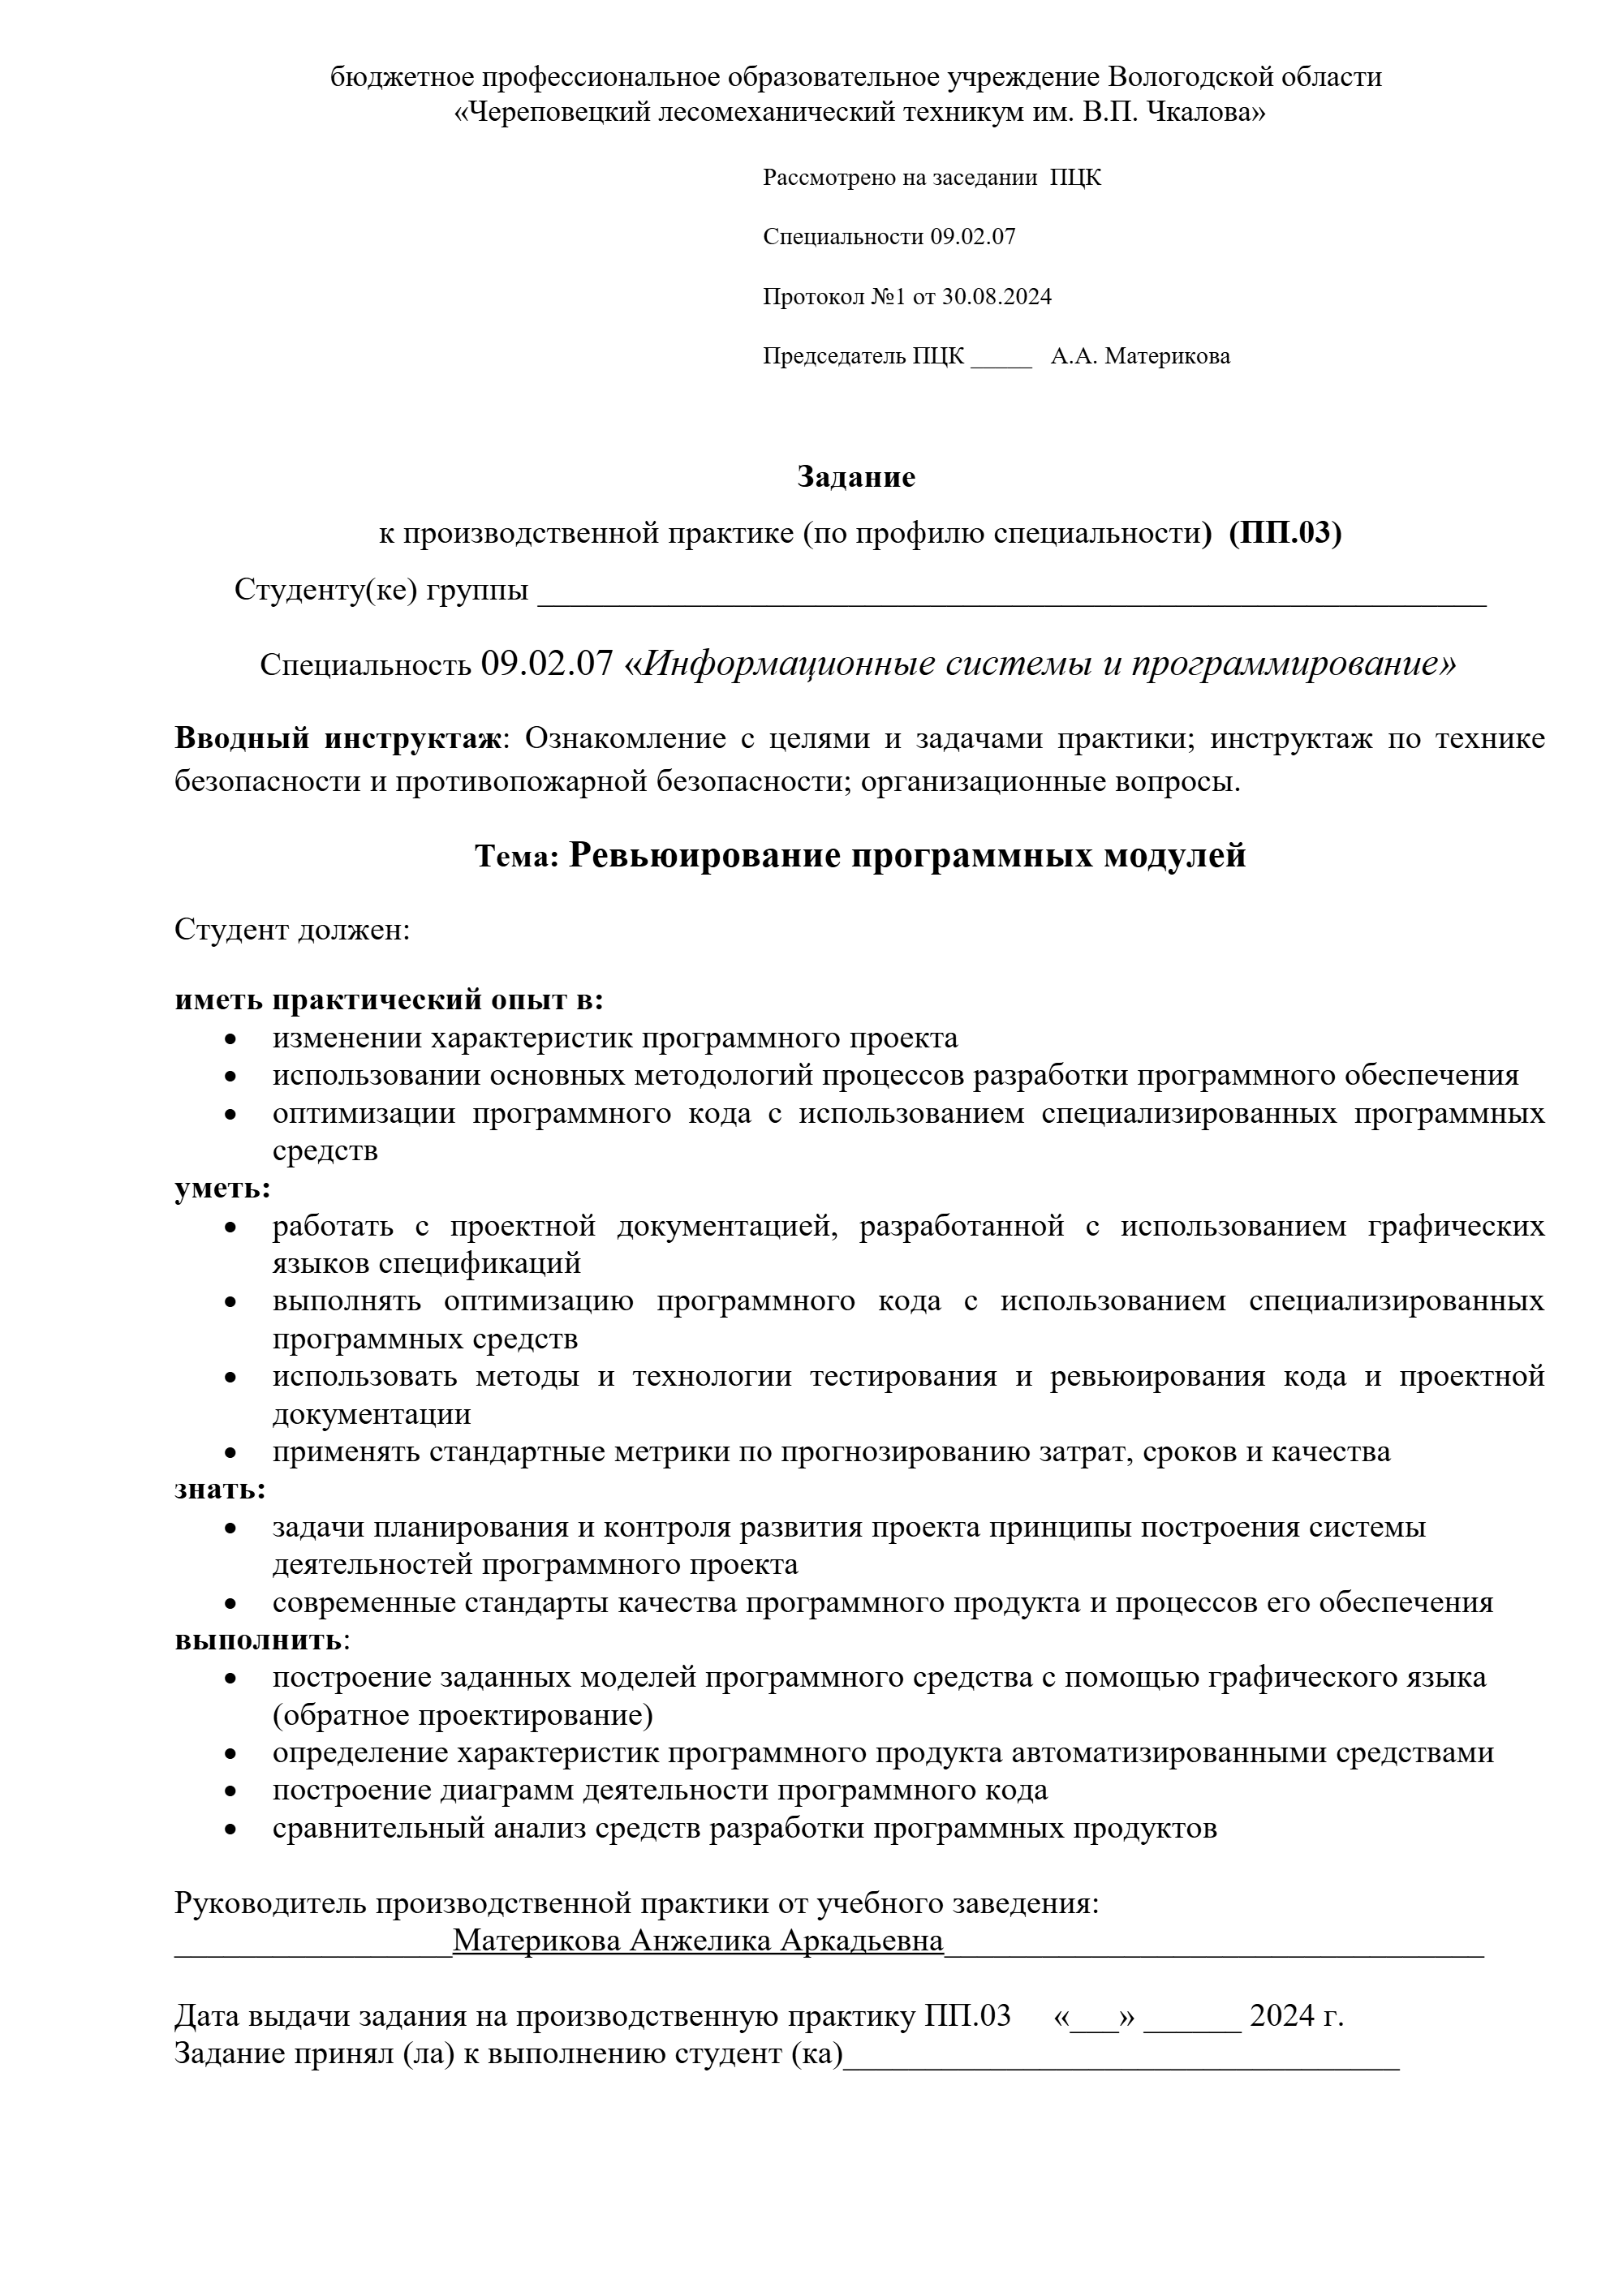 бюджетное профессиональное образовательное учреждение Вологодской области
«Череповецкий лесомеханический техникум им. В.П. Чкалова»
Рассмотрено на заседании ПЦК
Специальности 09.02.07
Протокол №1 от 30.08.2024
Председатель ПЦК _____ А.А. Материкова
Задание
к производственной практике (по профилю специальности) (ПП.03)
Студенту(ке) группы __________________________________________________________
Специальность 09.02.07 «Информационные системы и программирование»
Вводный инструктаж: Ознакомление с целями и задачами практики; инструктаж по технике
безопасности и противопожарной безопасности; организационные вопросы.
Тема: Ревьюирование программных модулей
Студент должен:
иметь практический опыт в:
• изменении характеристик программного проекта
• использовании основных методологий процессов разработки программного обеспечения
• оптимизации программного кода с использованием специализированных программных
средств
уметь:
• работать с проектной документацией, разработанной с использованием графических
языков спецификаций
• выполнять оптимизацию программного кода с использованием специализированных
программных средств
• использовать методы и технологии тестирования и ревьюирования кода и проектной
документации
• применять стандартные метрики по прогнозированию затрат, сроков и качества
знать:
• задачи планирования и контроля развития проекта принципы построения системы
деятельностей программного проекта
• современные стандарты качества программного продукта и процессов его обеспечения
выполнить:
• построение заданных моделей программного средства с помощью графического языка
(обратное проектирование)
• определение характеристик программного продукта автоматизированными средствами
• построение диаграмм деятельности программного кода
• сравнительный анализ средств разработки программных продуктов
Руководитель производственной практики от учебного заведения:
_________________Материкова Анжелика Аркадьевна_________________________________
Дата выдачи задания на производственную практику ПП.03 «___» ______ 2024 г.
Задание принял (ла) к выполнению студент (ка)__________________________________